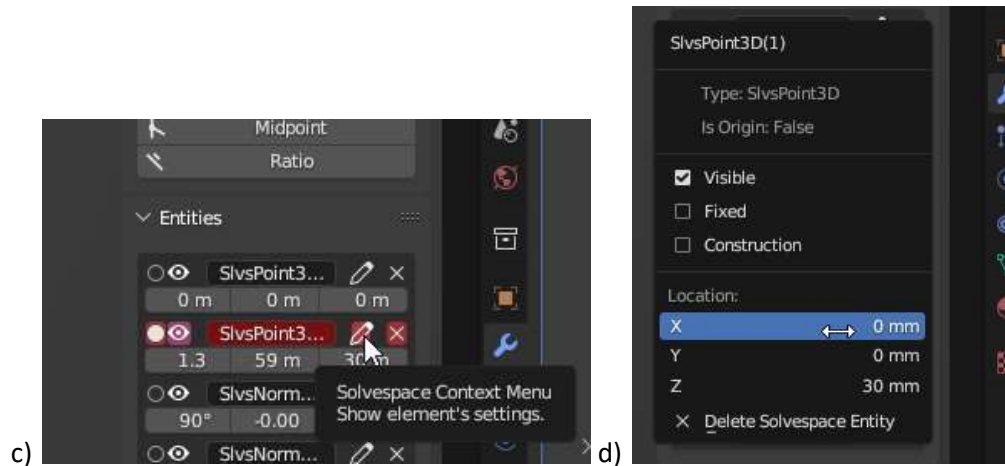 Midpoint
Ratio
Entities
SlvsPoint3...
0 m 0 m 0 m
SlvsPoint3...
1.3 59 m 30 m
SlvsNorm...
90° -0.00
SlvsNorm...
Solvespace Context Menu
Show element's settings.
c)
SlvsPoint3D(1)
Type: SlvsPoint3D
Is Origin: False
Visible
Fixed
Construction
Location:
X 0 mm
Y 0 mm
Z 30 mm
Delete Solvespace Entity
d)